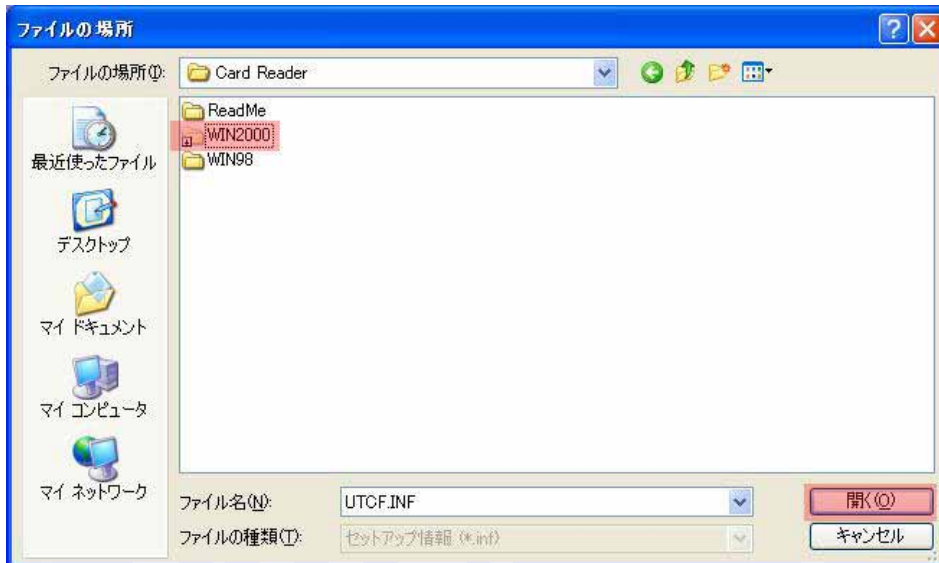 ファイルの場所
ファイルの場所(I):
Card Reader
ReadMe
WIN2000
WIN98
最近使ったファイル
デスクトップ
マイ ドキュメント
マイ コンピュータ
マイ ネットワーク
ファイル名(N):
UTCF.INF
開く(O)
ファイルの種類(T):
セットアップ情報 (*.inf)
キャンセル